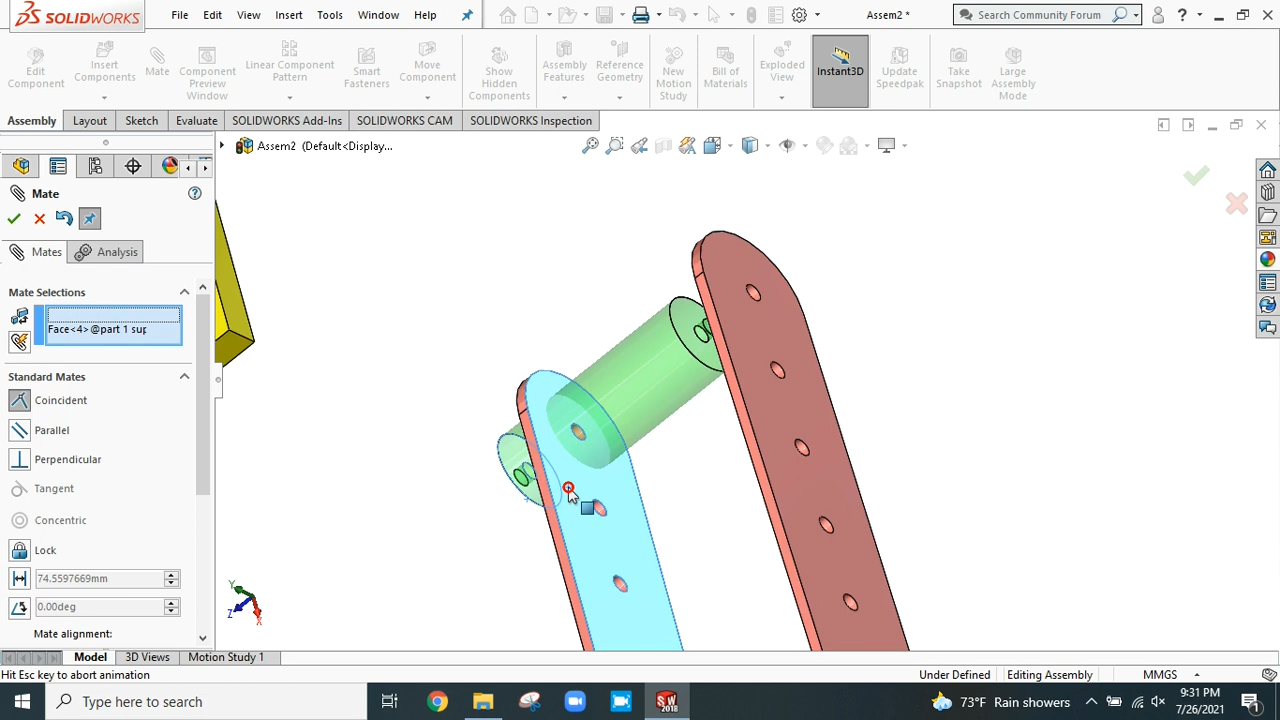 SOLIDWORKS
File Edit View Insert Tools Window Help
Assem2 *
Search Community Forum
?
Edit Component
Insert Components
Mate
Component Preview Window
Linear Component Pattern
Smart Fasteners
Move Component
Show Hidden Components
Assembly Features
Reference Geometry
New Motion Study
Bill of Materials
Exploded View
Instant3D
Update Speedpak
Take Snapshot
Large Assembly Mode
Assembly Layout Sketch Evaluate SOLIDWORKS Add-Ins SOLIDWORKS CAM SOLIDWORKS Inspection
Assem2 (Default<Display...
Mate
Mates Analysis
Mate Selections
Face<4>@part 1 sup
Standard Mates
Coincident
Parallel
Perpendicular
Tangent
Concentric
Lock
74.5597669mm
0.00deg
Mate alignment:
Y
Z
X
Model 3D Views Motion Study 1
Hit Esc key to abort animation
Under Defined Editing Assembly MMGS
Type here to search
SW
2018
73°F Rain showers
9:31 PM
7/26/2021
1